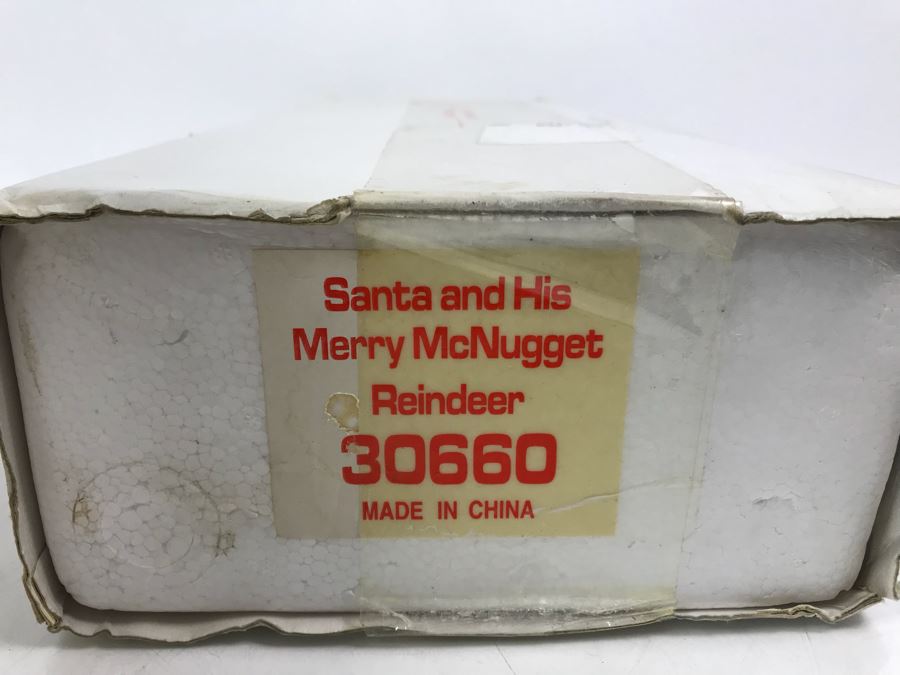 Santa and His
Merry McNugget
Reindeer
30660
MADE IN CHINA